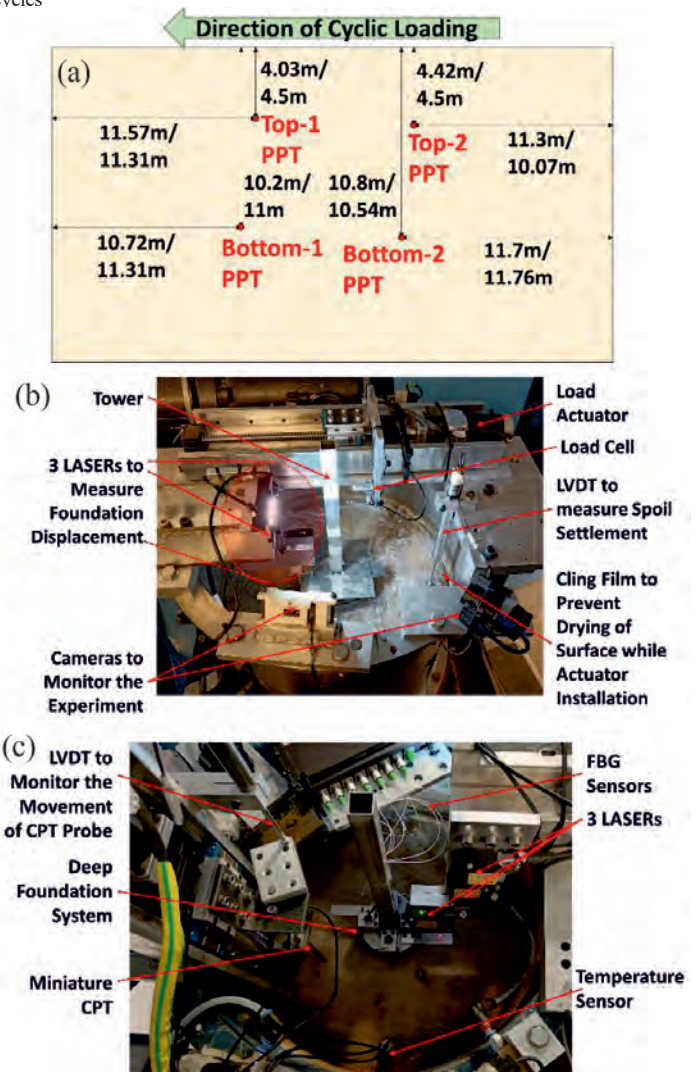 cycles
Direction of Cyclic Loading
(a)
4.03m/
4.5m
4.42m/
4.5m
11.57m/
11.31m
Top-1
PPT
Top-2
PPT
11.3m/
10.07m
10.2m/
11m
10.8m/
10.54m
10.72m/
11.31m
Bottom-1
PPT
Bottom-2
PPT
11.7m/
11.76m
(b)
Tower
3 LASERs to
Measure
Foundation
Displacement
Cameras to
Monitor the
Experiment
Load
Actuator
Load Cell
LVDT to
measure Spoil
Settlement
Cling Film to
Prevent
Drying of
Surface while
Actuator
Installation
(c)
LVDT to
Monitor the
Movement
of CPT Probe
Deep
Foundation
System
Miniature
CPT
FBG
Sensors
3 LASERs
Temperature
Sensor